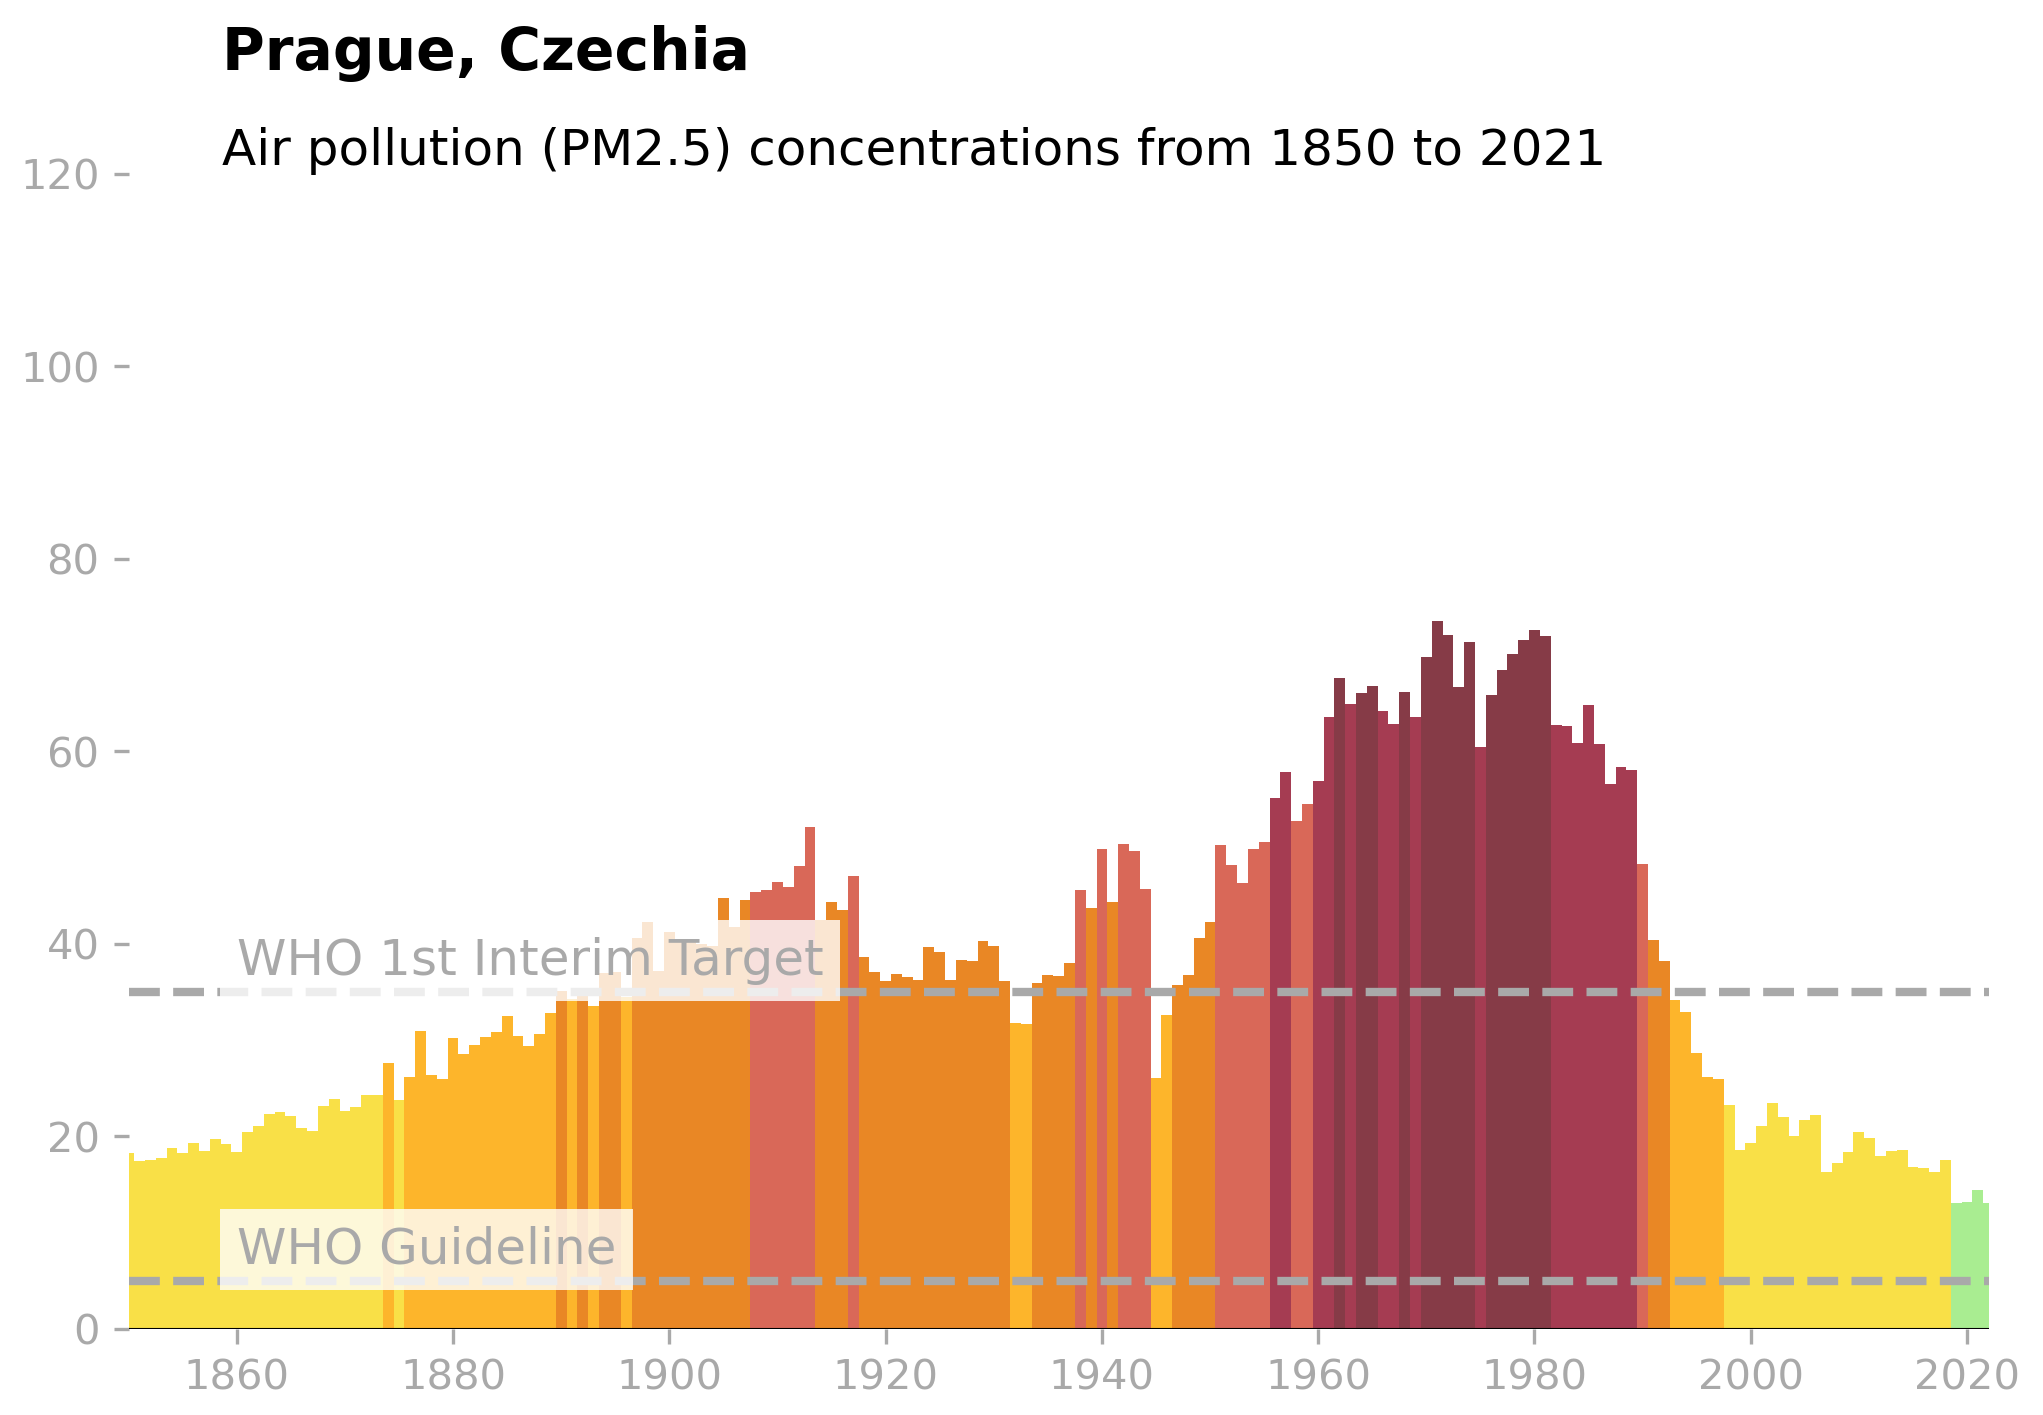 Prague, Czechia
Air pollution (PM2.5) concentrations from 1850 to 2021
120
100
80
60
40
WHO 1st Interim Target
20
WHO Guideline
0
1860 1880 1900 1920 1940 1960 1980 2000 2020